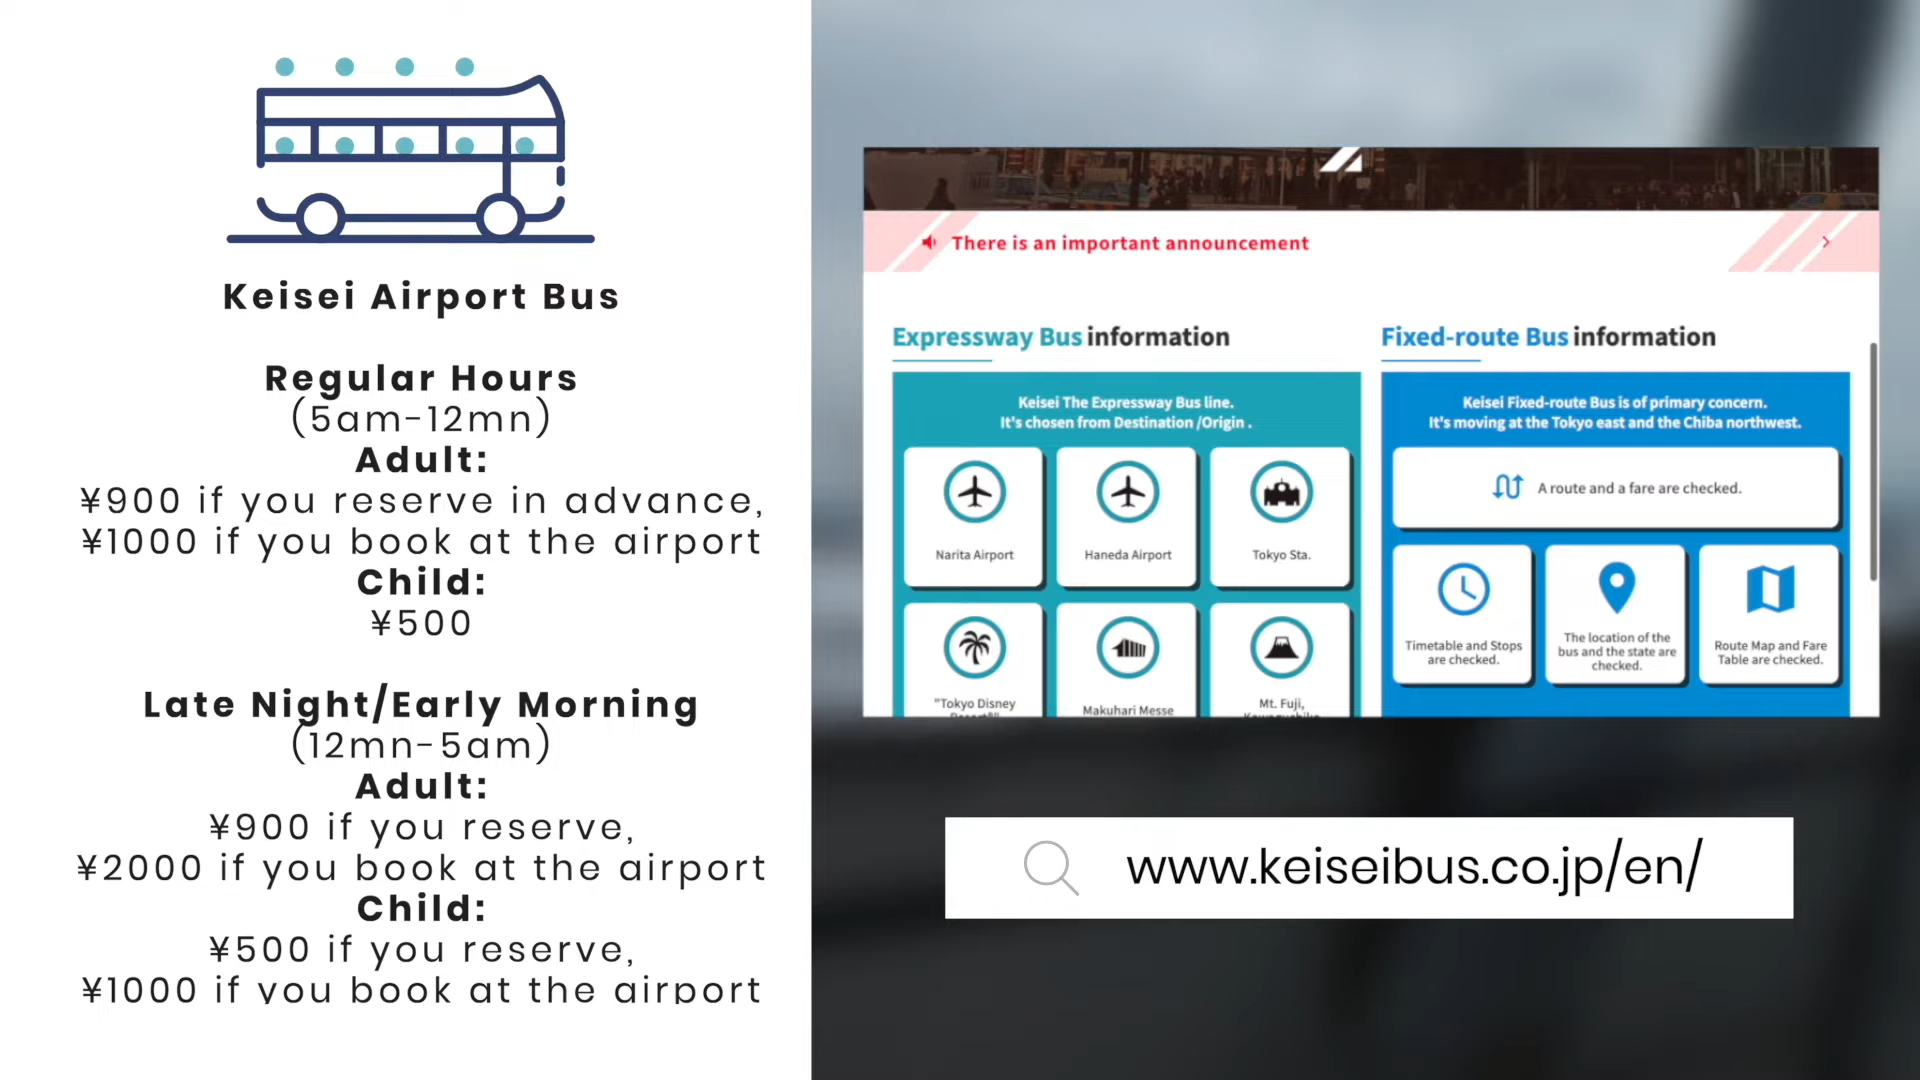 Keisei Airport Bus
Regular Hours
(5am-12mn)
Adult:
¥900 if you reserve in advance,
¥1000 if you book at the airport
Child:
¥500
Late Night/Early Morning
(12mn-5am)
Adult:
¥900 if you reserve,
¥2000 if you book at the airport
Child:
¥500 if you reserve,
¥1000 if you book at the airport
There is an important announcement
Expressway Bus information
Keisei The Expressway Bus line.
It's chosen from Destination /Origin .
Narita Airport
Haneda Airport
Tokyo Sta.
"Tokyo Disney
Makuhari Messe
Mt. Fuji,
Fixed-route Bus information
Keisei Fixed-route Bus is of primary concern.
It's moving at the Tokyo east and the Chiba northwest.
A route and a fare are checked.
Timetable and Stops
are checked.
The location of the
bus and the state are
checked.
Route Map and Fare
Table are checked.
www.keiseibus.co.jp/en/